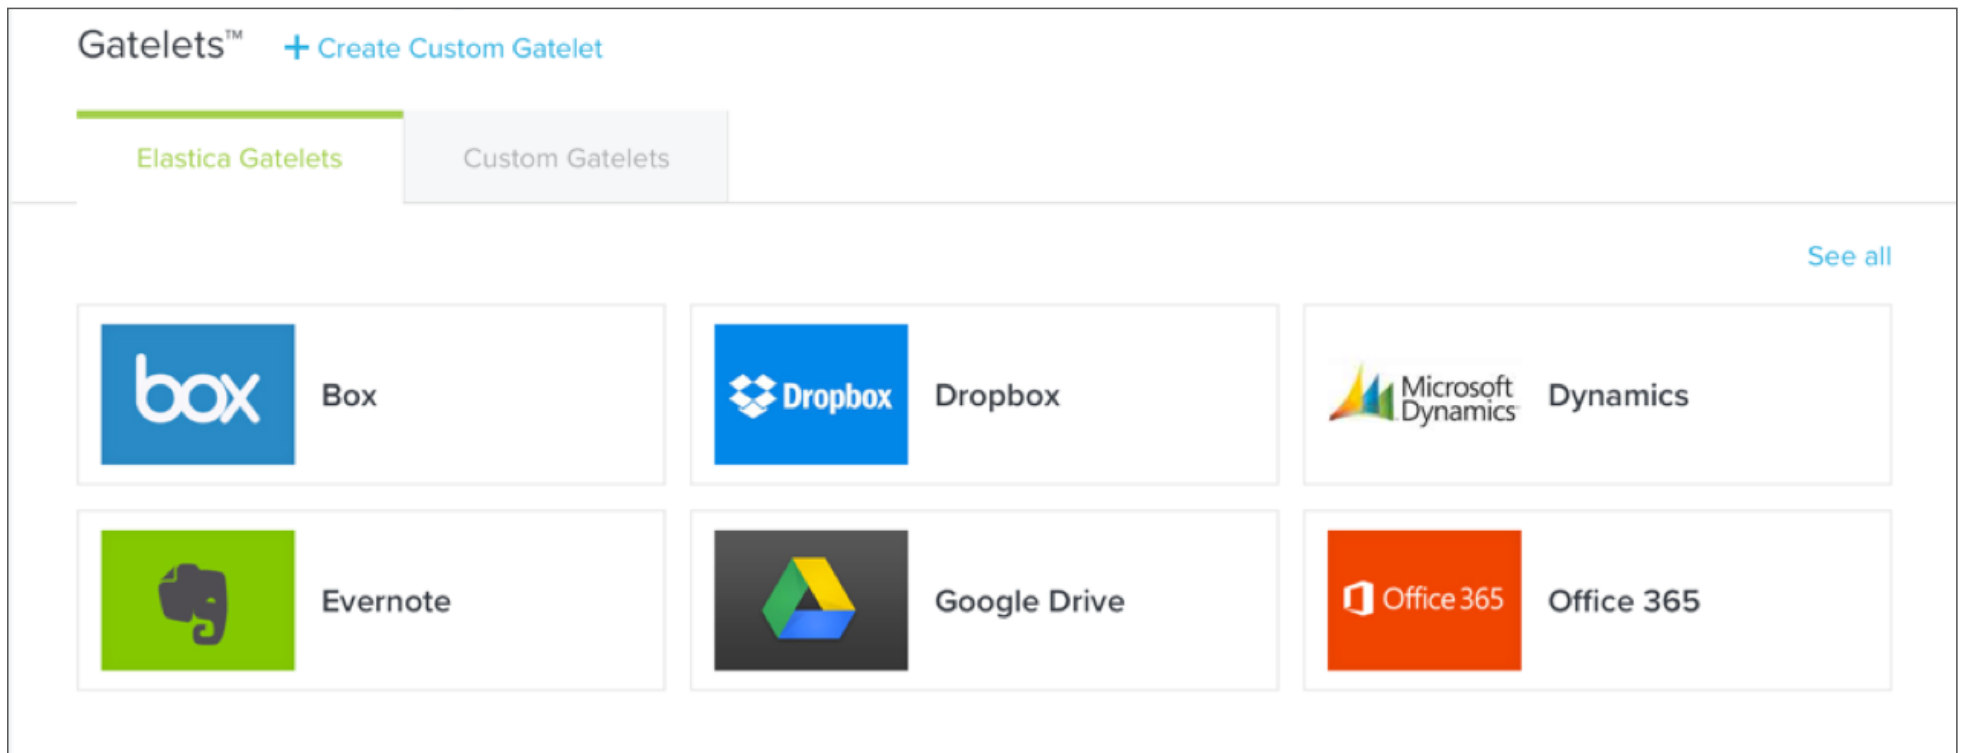 Gatelets™ + Create Custom Gatelet
Elastica Gatelets Custom Gatelets
See all
box Box
Dropbox Dropbox
Microsoft Dynamics Dynamics
Evernote
Google Drive
Office 365 Office 365